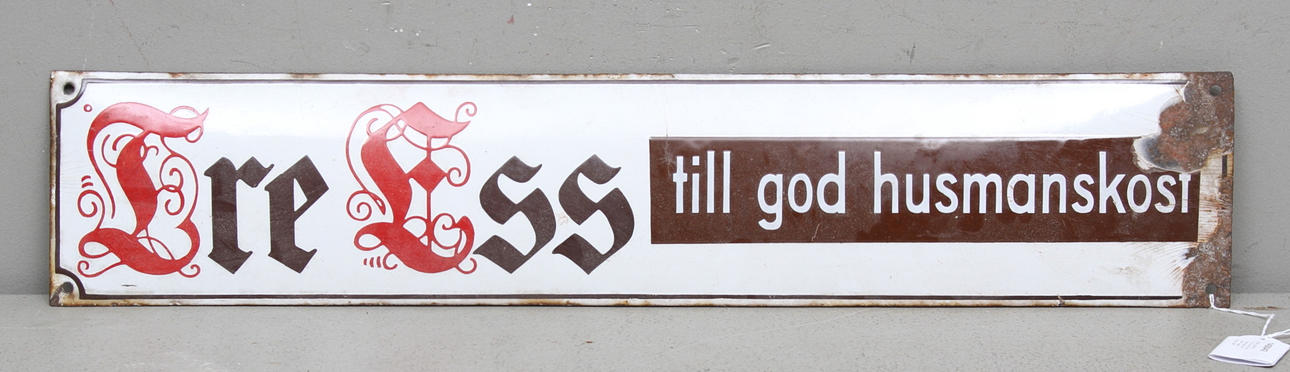 Tre Ess till god husmanskost